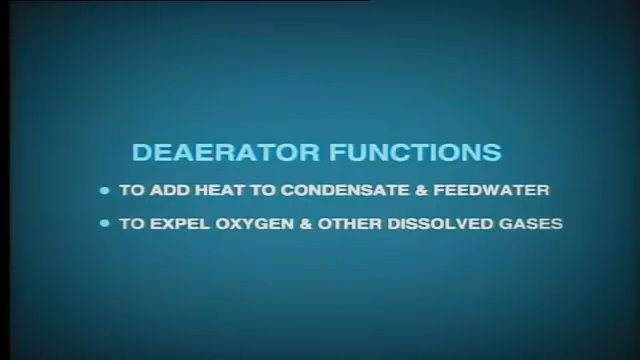 DEAERATOR FUNCTIONS
• TO ADD HEAT TO CONDENSATE & FEEDWATER
• TO EXPEL OXYGEN & OTHER DISSOLVED GASES